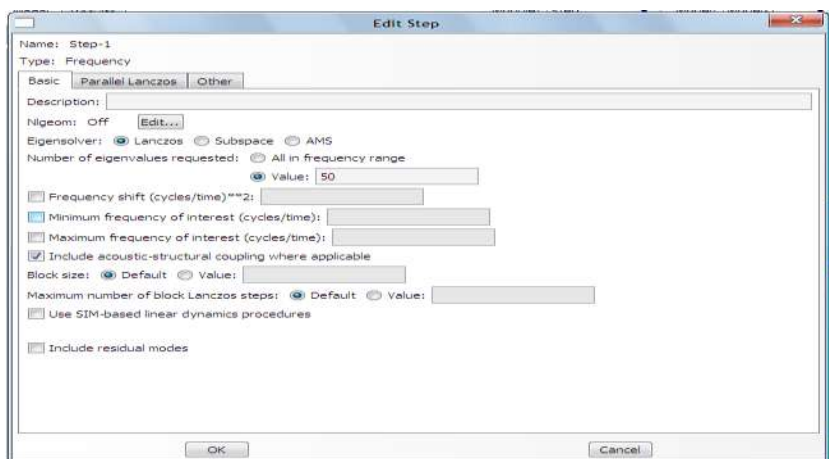 Edit Step
Name: Step-1
Type: Frequency
Basic Parallel Lanczos Other
Description:
Nlgeom: Off Edit...
Eigensolver: Lanczos Subspace AMS
Number of eigenvalues requested: All in frequency range
Value: 50
Frequency shift (cycles/time)**2:
Minimum frequency of interest (cycles/time):
Maximum frequency of interest (cycles/time):
Include acoustic-structural coupling where applicable
Block size: Default Value:
Maximum number of block Lanczos steps: Default Value:
Use SIM-based linear dynamics procedures
Include residual modes
OK Cancel